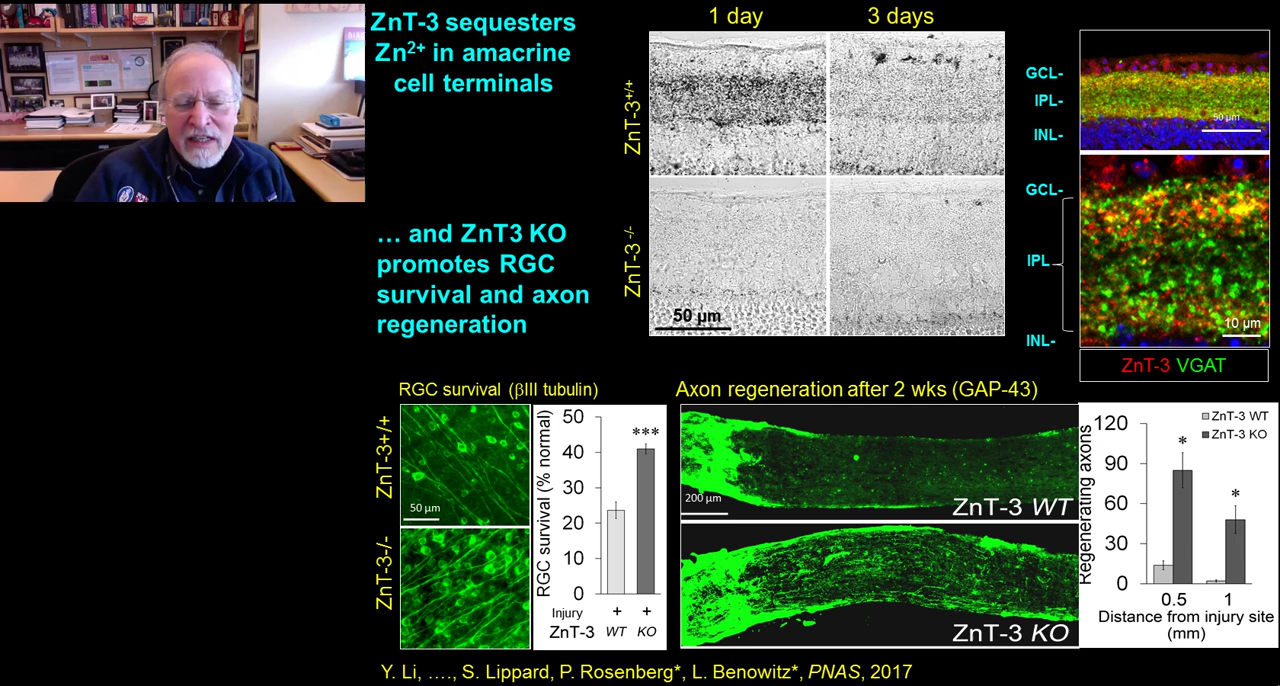 ZnT-3 sequesters
Zn2+ in amacrine
cell terminals
… and ZnT3 KO
promotes RGC
survival and axon
regeneration
1 day
3 days
ZnT-3+/+
ZnT-3 -/-
50 µm
GCL-
IPL-
INL-
50 µm
GCL-
IPL
INL-
10 µm
ZnT-3 VGAT
RGC survival (βIII tubulin)
ZnT-3+/+
ZnT-3-/-
50 µm
RGC survival (% normal)
50
40
30
20
10
0
***
Injury + +
ZnT-3 WT KO
Axon regeneration after 2 wks (GAP-43)
200 µm
ZnT-3 WT
ZnT-3 KO
Regenerating axons
120
90
60
30
0
ZnT-3 WT
ZnT-3 KO
*
*
0.5 1
Distance from injury site
(mm)
Y. Li, …., S. Lippard, P. Rosenberg*, L. Benowitz*, PNAS, 2017